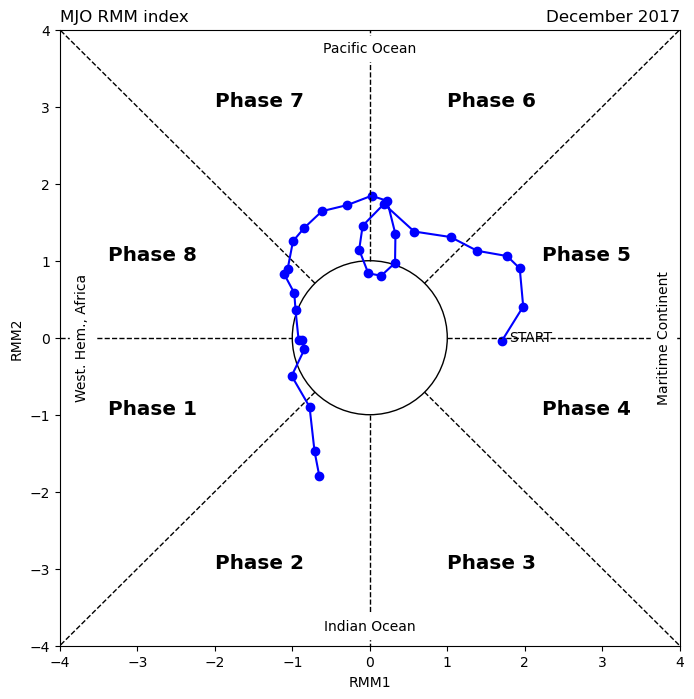 MJO RMM index
December 2017
Pacific Ocean
Phase 7
Phase 6
Phase 8
Phase 5
West. Hem., Africa
Maritime Continent
START
Phase 1
Phase 4
Phase 2
Phase 3
Indian Ocean
RMM2
4
3
2
1
0
−1
−2
−3
−4
−4
−3
−2
−1
0
1
2
3
4
RMM1